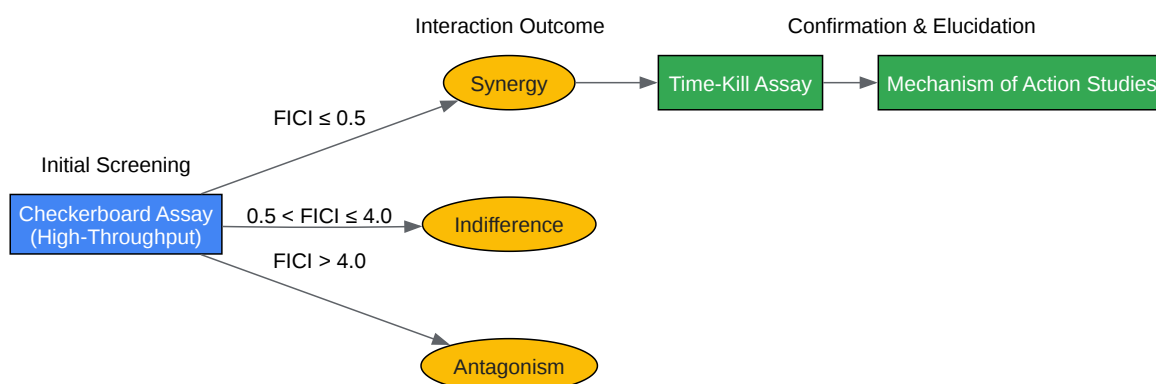 Interaction Outcome
Confirmation & Elucidation
Synergy
Time-Kill Assay
Mechanism of Action Studies
FICI ≤ 0.5
Initial Screening
Checkerboard Assay
(High-Throughput)
0.5 < FICI ≤ 4.0
Indifference
FICI > 4.0
Antagonism